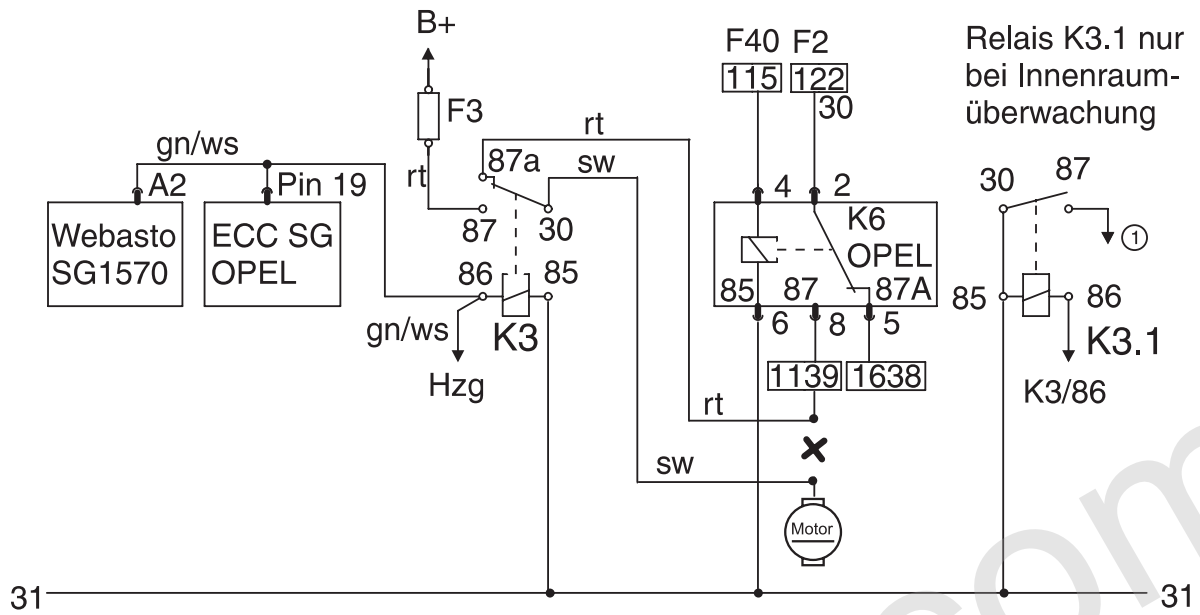 B+
F3
gn/ws
A2
Pin 19
rt
rt
sw
87a
87
30
Webasto
SG1570
ECC SG
OPEL
86
85
gn/ws
K3
Hzg
F40
F2
115
122
30
4
2
K6
OPEL
85
87
87A
6
8
5
1139
1638
rt
sw
Motor
Relais K3.1 nur
bei Innenraum-
überwachung
30
87
1
85
86
K3.1
K3/86
31
31
com